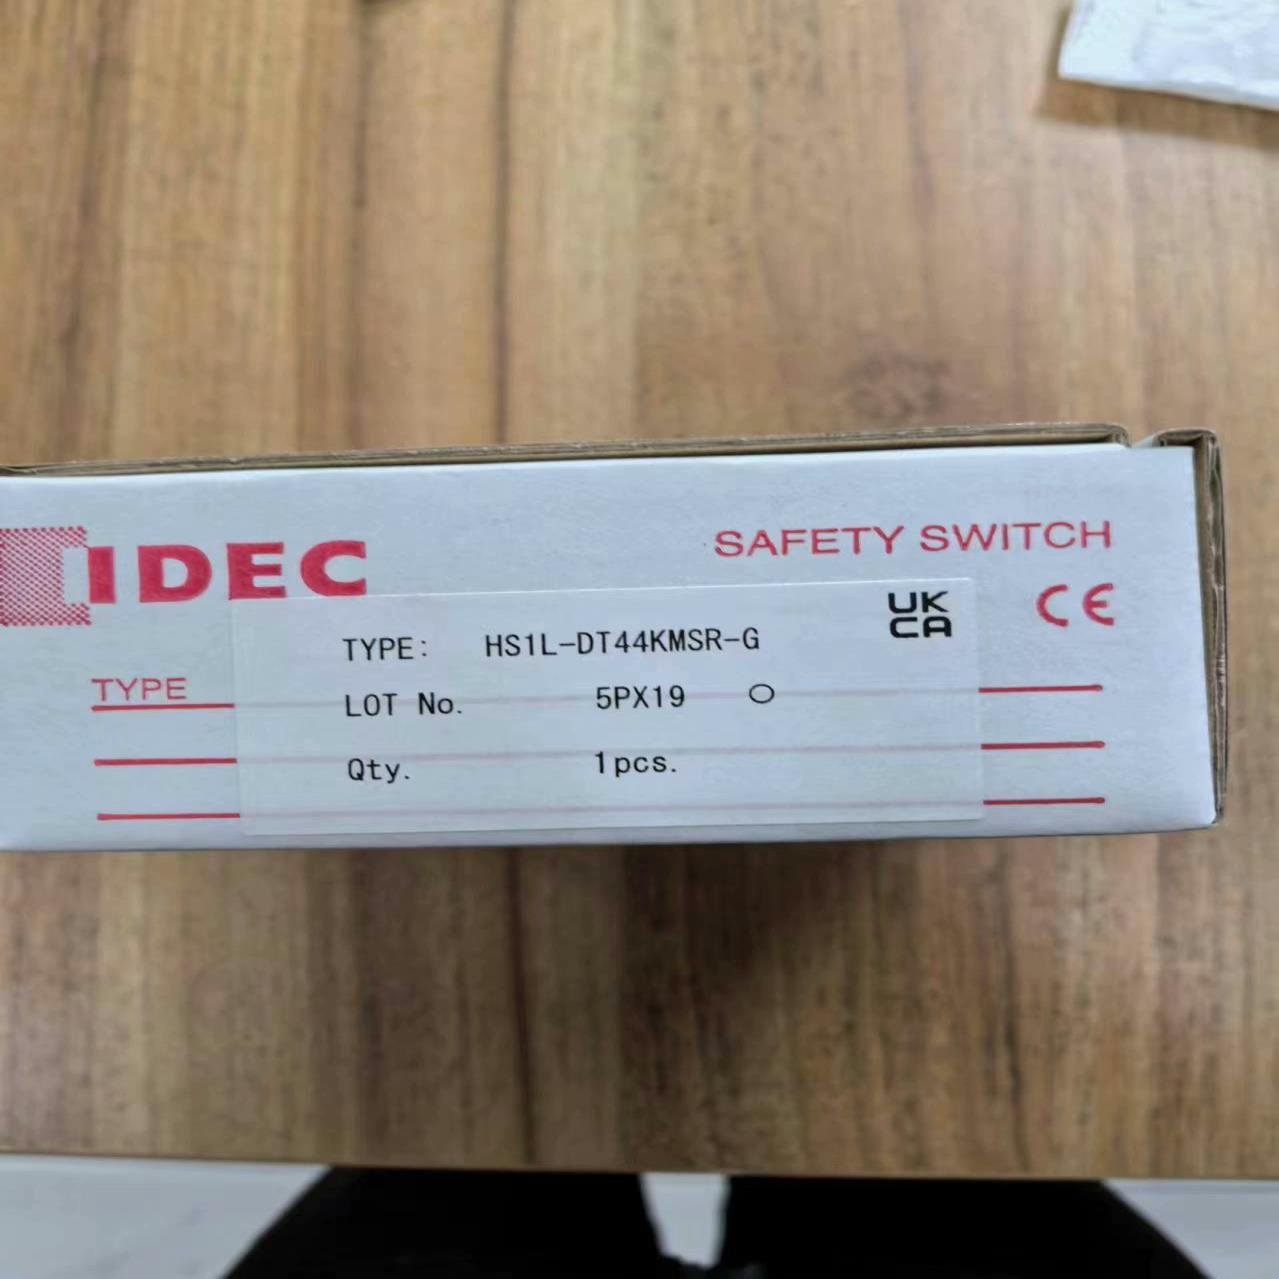 IDEC
SAFETY SWITCH
UK
CA
CE
TYPE: HS1L-DT44KMSR-G
TYPE
LOT No. 5PX19 O
Qty. 1pcs.